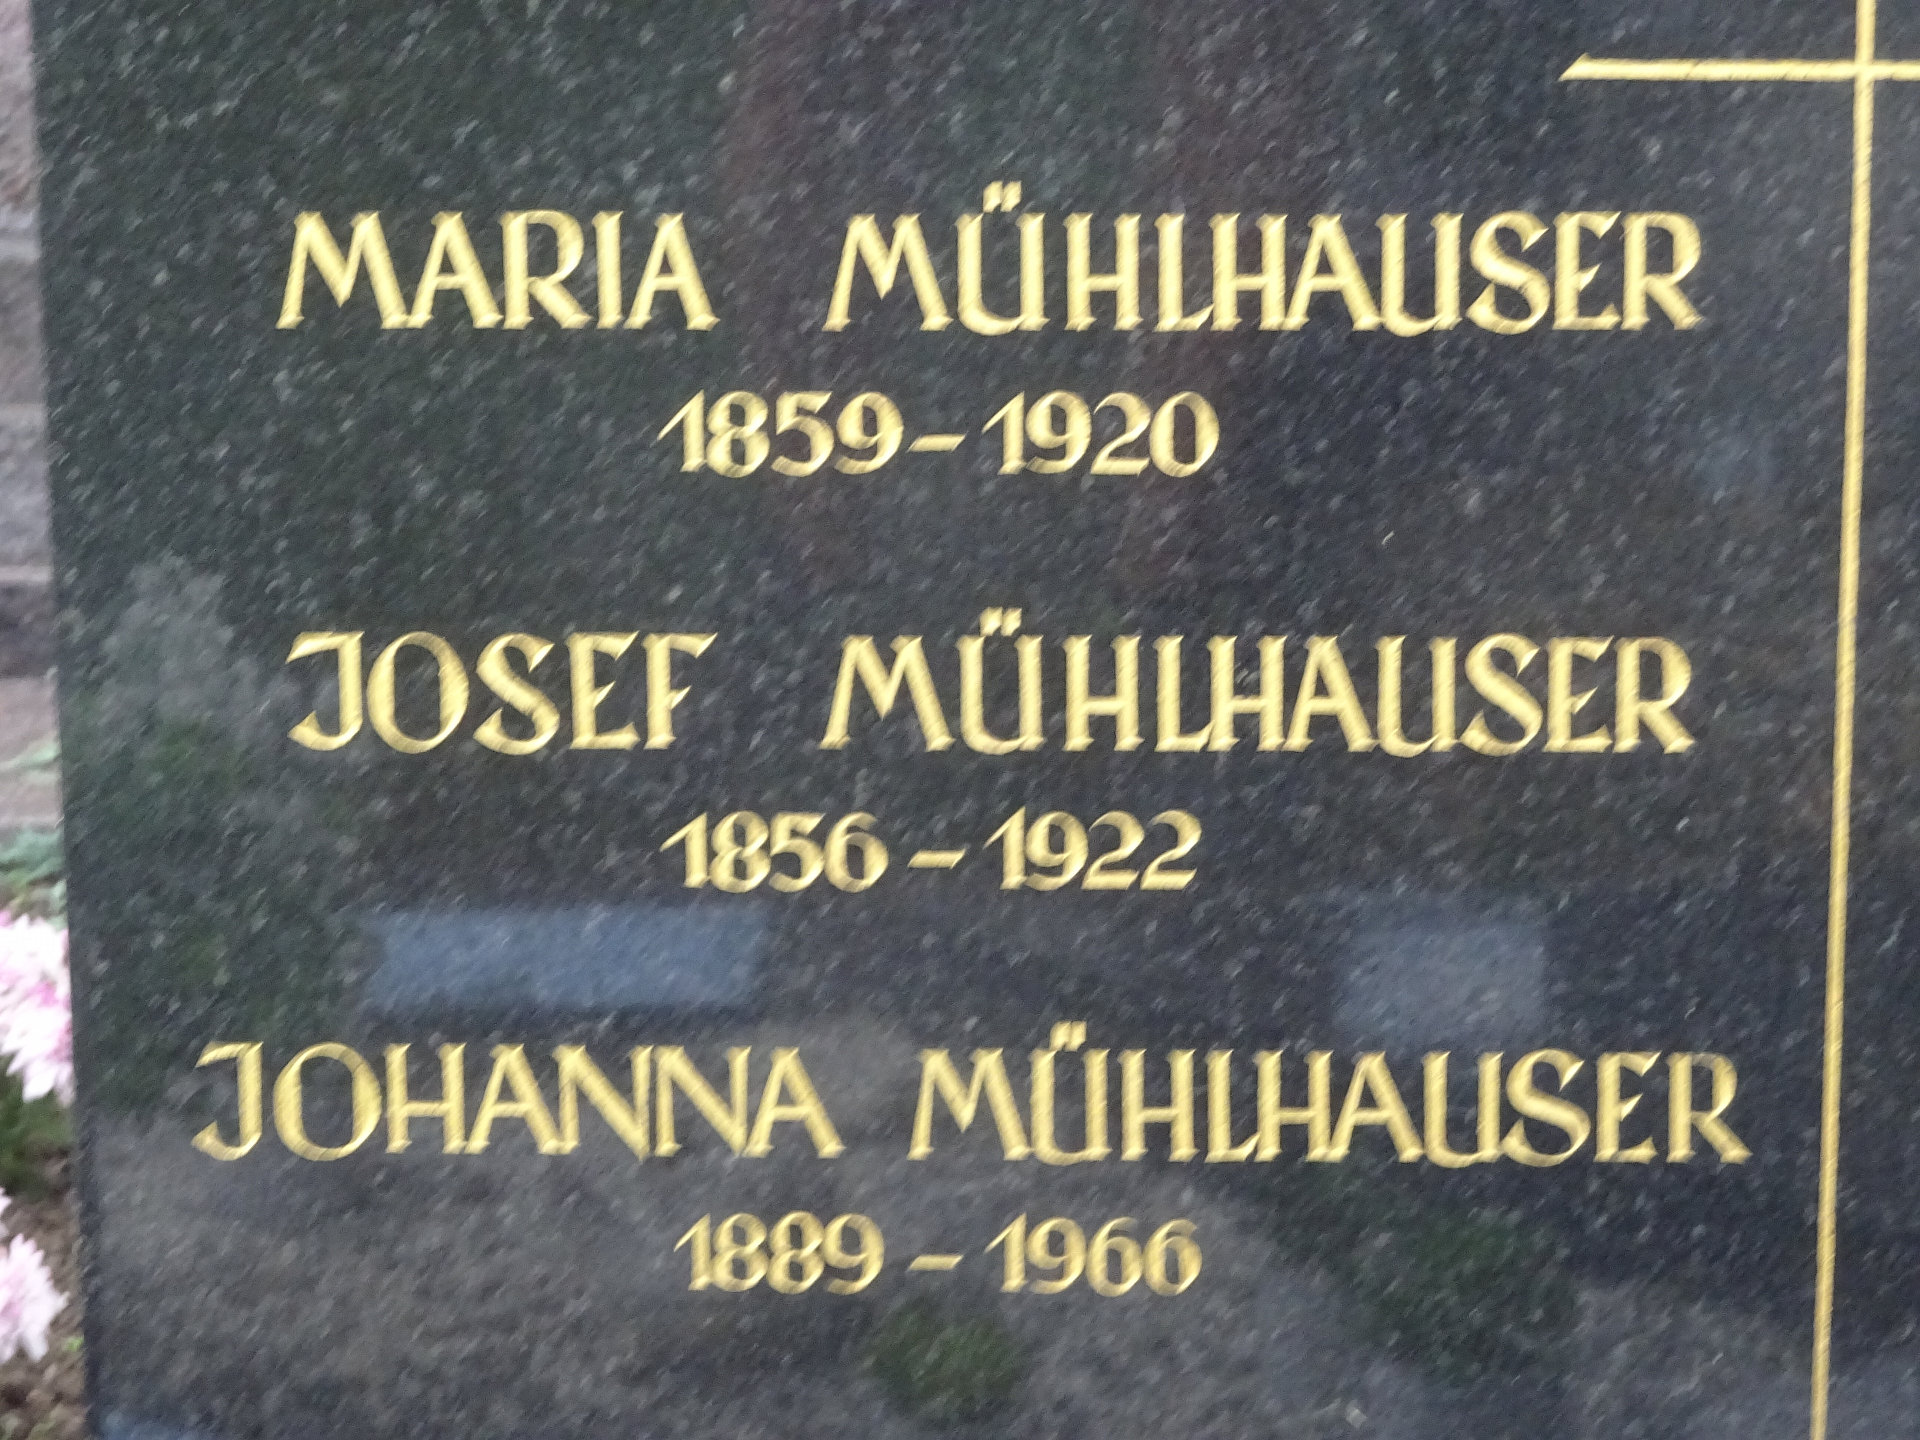 MARIA MÜHLHAUSER
1859 – 1920
JOSEF MÜHLHAUSER
1856 – 1922
JOHANNA MÜHLHAUSER
1889 – 1966